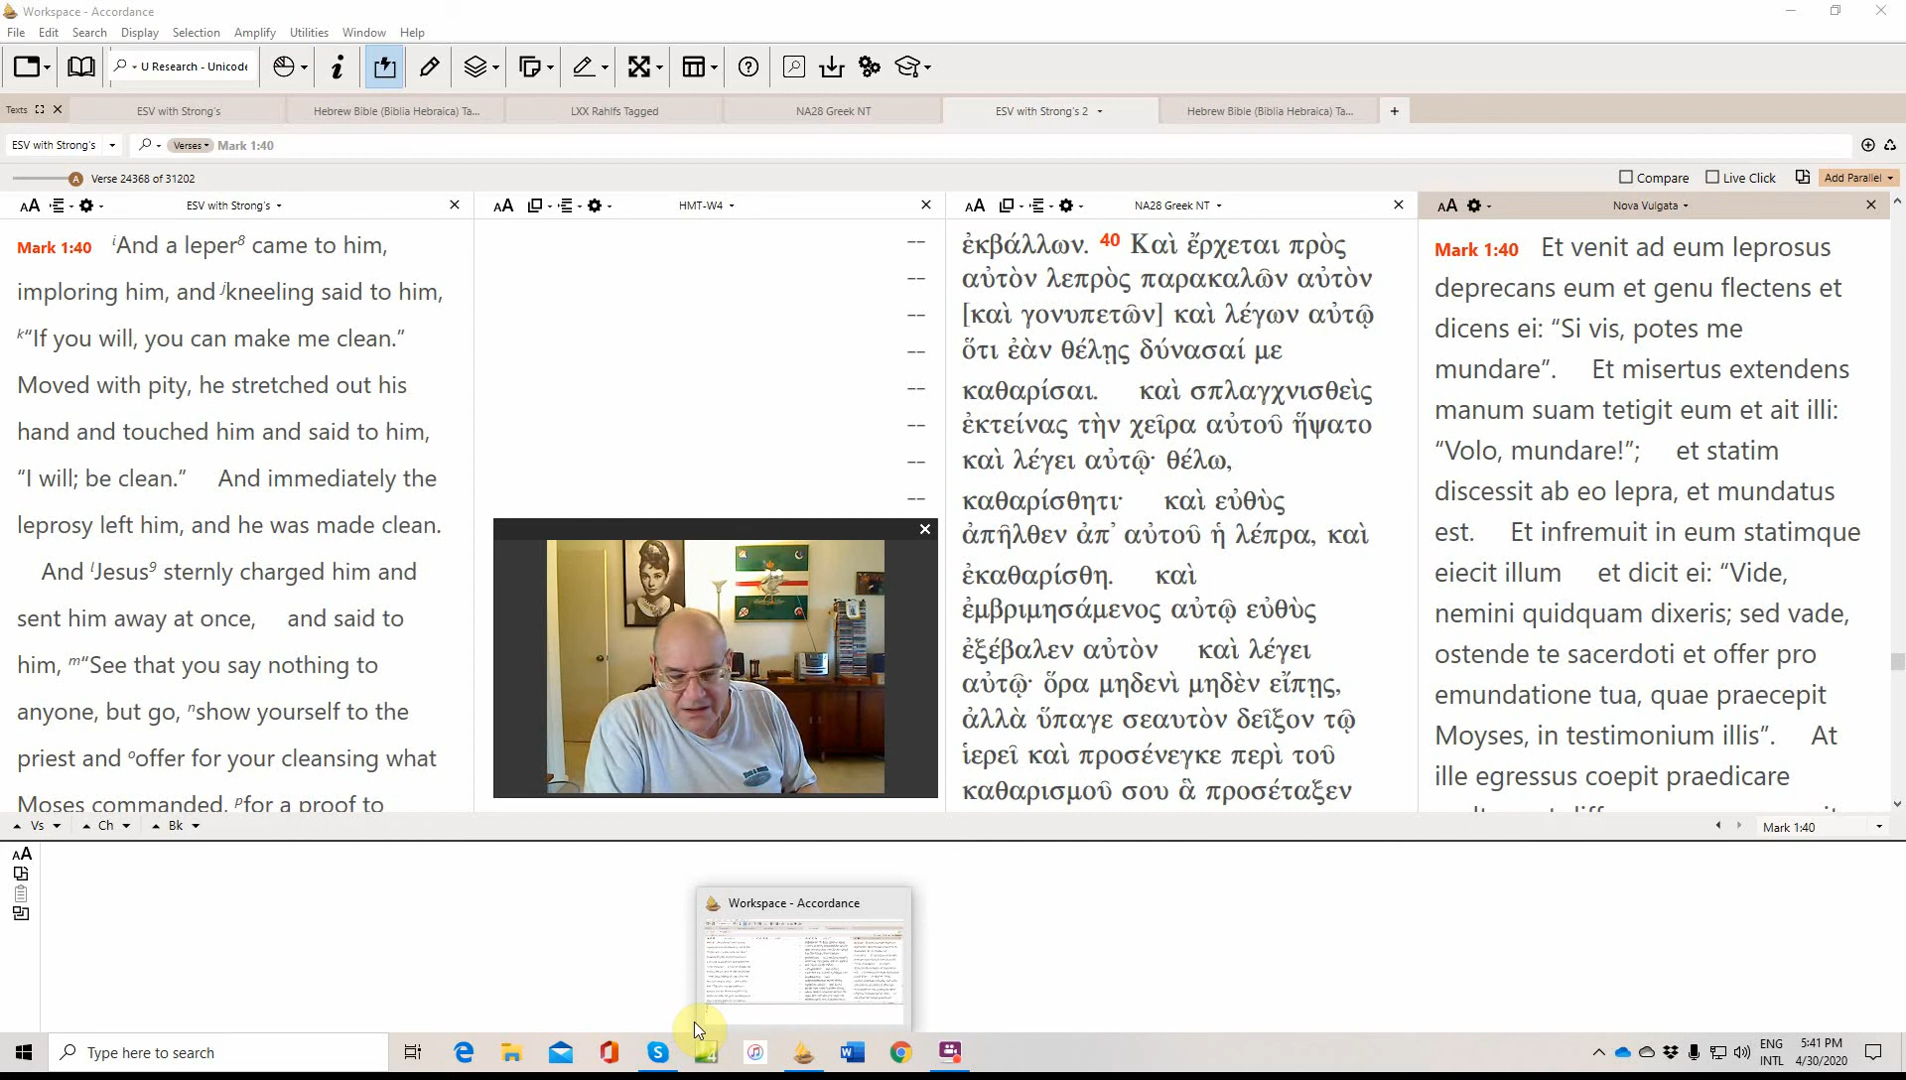 Workspace - Accordance
File Edit Search Display Selection Amplify Utilities Window Help
U Research - Unicode
Texts
ESV with Strong's
Hebrew Bible (Biblia Hebraica) Ta...
LXX Rahlfs Tagged
NA28 Greek NT
ESV with Strong's 2
Hebrew Bible (Biblia Hebraica) Ta...
ESV with Strong's
Verses
Mark 1:40
Verse 24368 of 31202
Compare
Live Click
Add Parallel
ESV with Strong's
Mark 1:40 iAnd a leper8 came to him,
imploring him, and jkneeling said to him,
k“If you will, you can make me clean.”
Moved with pity, he stretched out his
hand and touched him and said to him,
“I will; be clean.” And immediately the
leprosy left him, and he was made clean.
And lJesus9 sternly charged him and
sent him away at once, and said to
him, m“See that you say nothing to
anyone, but go, nshow yourself to the
priest and ooffer for your cleansing what
Moses commanded, pfor a proof to
HMT-W4
--
--
--
--
--
--
--
--
NA28 Greek NT
ἐκβάλλων. 40 Καὶ ἔρχεται πρὸς
αὐτὸν λεπρὸς παρακαλῶν αὐτὸν
[καὶ γονυπετῶν] καὶ λέγων αὐτῷ
ὅτι ἐὰν θέλῃς δύνασαί με
καθαρίσαι. καὶ σπλαγχνισθεὶς
ἐκτείνας τὴν χεῖρα αὐτοῦ ἥψατο
καὶ λέγει αὐτῷ· θέλω,
καθαρίσθητι· καὶ εὐθὺς
ἀπῆλθεν ἀπ’ αὐτοῦ ἡ λέπρα, καὶ
ἐκαθαρίσθη. καὶ
ἐμβριμησάμενος αὐτῷ εὐθὺς
ἐξέβαλεν αὐτὸν καὶ λέγει
αὐτῷ· ὅρα μηδενὶ μηδὲν εἴπῃς,
ἀλλὰ ὕπαγε σεαυτὸν δεῖξον τῷ
ἱερεῖ καὶ προσένεγκε περὶ τοῦ
καθαρισμοῦ σου ἃ προσέταξεν
Nova Vulgata
Mark 1:40 Et venit ad eum leprosus
deprecans eum et genu flectens et
dicens ei: “Si vis, potes me
mundare”. Et misertus extendens
manum suam tetigit eum et ait illi:
“Volo, mundare!”; et statim
discessit ab eo lepra, et mundatus
est. Et infremuit in eum statimque
eiecit illum et dicit ei: “Vide,
nemini quidquam dixeris; sed vade,
ostende te sacerdoti et offer pro
emundatione tua, quae praecepit
Moyses, in testimonium illis”. At
ille egressus coepit praedicare
Vs Ch Bk
Mark 1:40
Workspace - Accordance
Type here to search
ENG
INTL
5:41 PM
4/30/2020